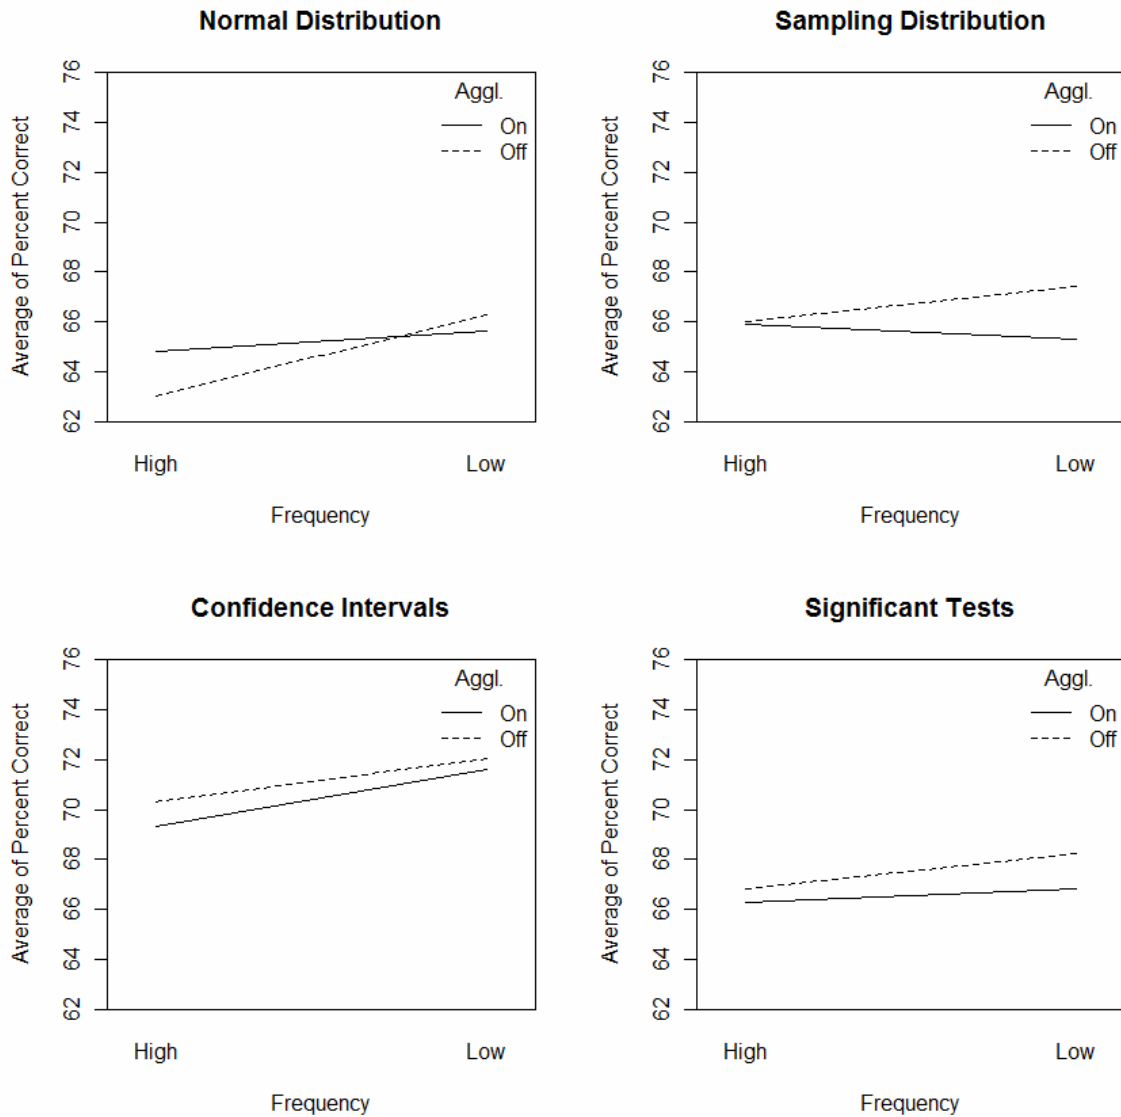 Normal Distribution
Average of Percent Correct
76
74
72
70
68
66
64
62
Aggl.
On
Off
High
Low
Frequency
Sampling Distribution
Average of Percent Correct
76
74
72
70
68
66
64
62
Aggl.
On
Off
High
Low
Frequency
Confidence Intervals
Average of Percent Correct
76
74
72
70
68
66
64
62
Aggl.
On
Off
High
Low
Frequency
Significant Tests
Average of Percent Correct
76
74
72
70
68
66
64
62
Aggl.
On
Off
High
Low
Frequency